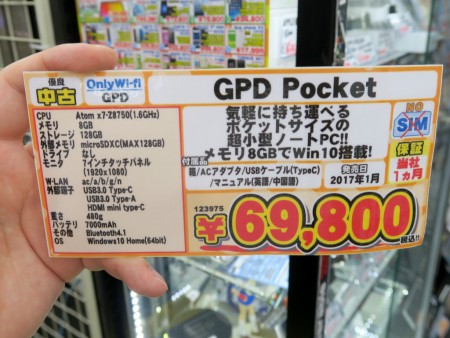 優良
中古
OnlyWi-fi
GPD
GPD Pocket
CPU Atom x7-Z8750(1.6GHz)
メモリ 8GB
ストレージ 128GB
外部メモリ microSDXC(MAX128GB)
ドライブ なし
モニタ 7インチタッチパネル
(1920x1080)
W-LAN ac/a/b/g/n
外部端子 USB3.0 Type-C
USB3.0 Type-A
HDMI mini type-C
重さ 480g
バッテリ 7000mAh
その他 Bluetooth4.1
OS Windows10 Home(64bit)
気軽に持ち運べる
ポケットサイズの
超小型ノートPC!!
メモリ8GBでWin10搭載!
付属品
箱/ACアダプタ/USBケーブル(TypeC)
/マニュアル(英語/中国語)
発売日
2017年1月
NO
SIM
保証
当社
1ヵ月
123975
¥69,800
税込!!